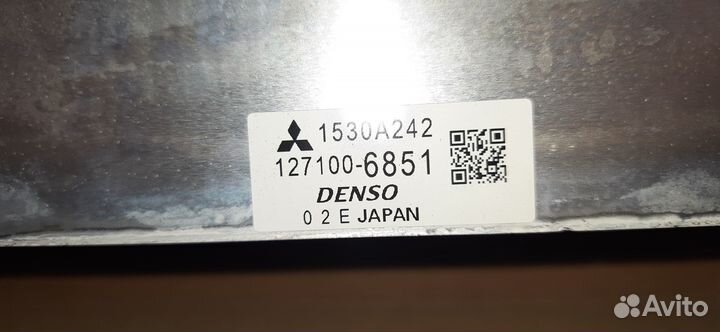 1530A242
127100-6851
DENSO
0 2 E JAPAN
Avito